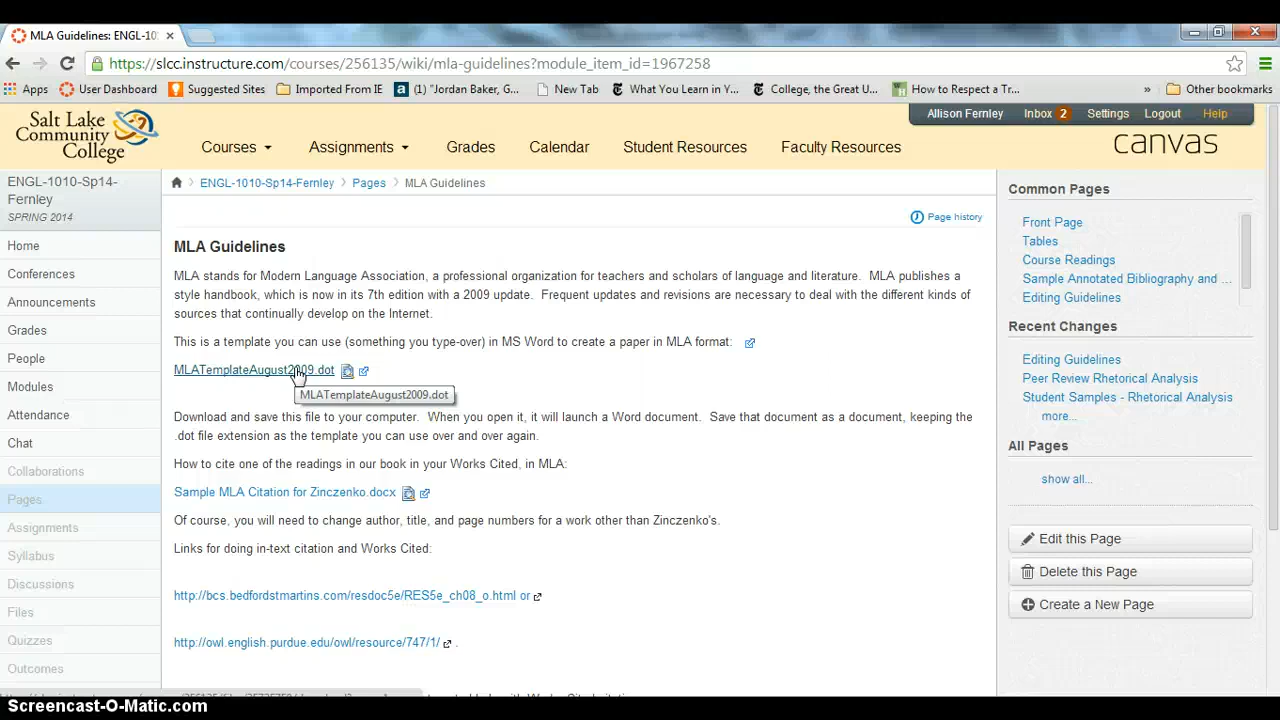 MLA Guidelines: ENGL-10
https://slcc.instructure.com/courses/256135/wiki/mla-guidelines?module_item_id=1967258
Apps User Dashboard Suggested Sites Imported From IE (1) "Jordan Baker, G... New Tab What You Learn in Y... College, the Great U... How to Respect a Tr... » Other bookmarks
Allison Fernley Inbox 2 Settings Logout Help
Salt Lake
Community
College
Courses Assignments Grades Calendar Student Resources Faculty Resources
canvas
ENGL-1010-Sp14-
Fernley
SPRING 2014
Home
Conferences
Announcements
Grades
People
Modules
Attendance
Chat
Collaborations
Pages
Assignments
Syllabus
Discussions
Files
Quizzes
Outcomes
ENGL-1010-Sp14-Fernley Pages MLA Guidelines
Page history
MLA Guidelines
MLA stands for Modern Language Association, a professional organization for teachers and scholars of language and literature. MLA publishes a
style handbook, which is now in its 7th edition with a 2009 update. Frequent updates and revisions are necessary to deal with the different kinds of
sources that continually develop on the Internet.
This is a template you can use (something you type-over) in MS Word to create a paper in MLA format:
MLATemplateAugust2009.dot
MLATemplateAugust2009.dot
Download and save this file to your computer. When you open it, it will launch a Word document. Save that document as a document, keeping the
.dot file extension as the template you can use over and over again.
How to cite one of the readings in our book in your Works Cited, in MLA:
Sample MLA Citation for Zinczenko.docx
Of course, you will need to change author, title, and page numbers for a work other than Zinczenko's.
Links for doing in-text citation and Works Cited:
http://bcs.bedfordstmartins.com/resdoc5e/RES5e_ch08_o.html or
http://owl.english.purdue.edu/owl/resource/747/1/ .
Common Pages
Front Page
Tables
Course Readings
Sample Annotated Bibliography and ...
Editing Guidelines
Recent Changes
Editing Guidelines
Peer Review Rhetorical Analysis
Student Samples - Rhetorical Analysis
more...
All Pages
show all...
Edit this Page
Delete this Page
Create a New Page
Screencast-O-Matic.com